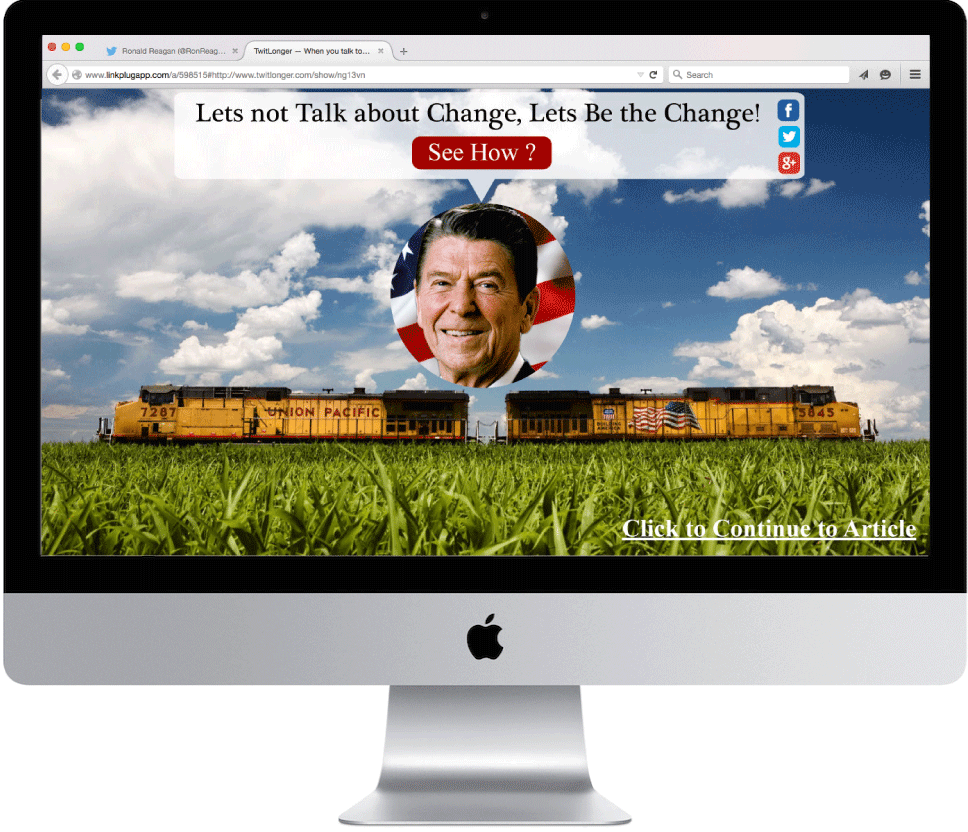 Ronald Reagan (@RonReag...
TwitLonger — When you talk to...
www.linkplugapp.com/a/598515#http://www.twitlonger.com/show/ng13vn
Search
Lets not Talk about Change, Lets Be the Change!
See How ?
f
g+
7287
UNION PACIFIC
5645
Click to Continue to Article